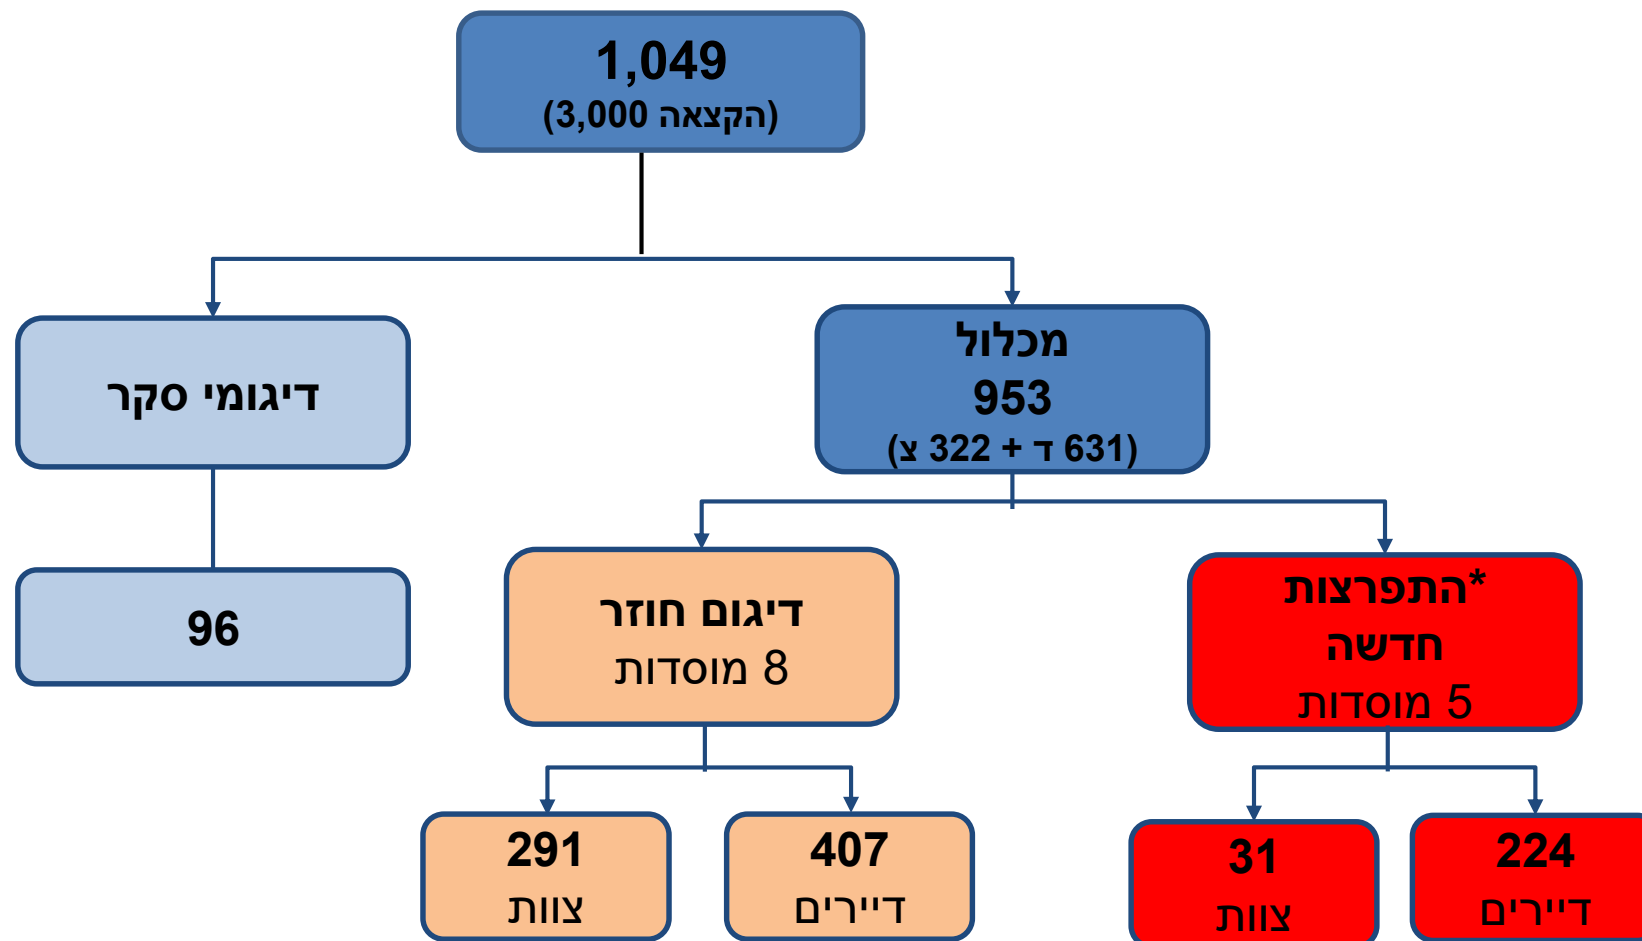 1,049
(הקצאה 3,000)
מכלול
953
(631 ד + 322 צ)
דיגומי סקר
96
*התפרצות
חדשה
5 מוסדות
דיגום חוזר
8 מוסדות
224
דיירים
31
צוות
407
דיירים
291
צוות